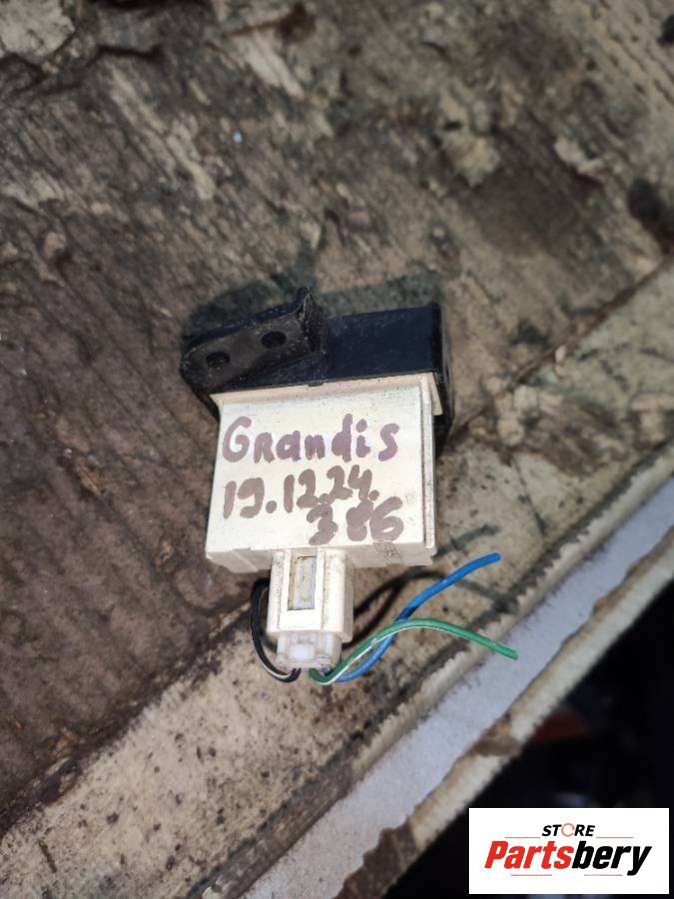 Grandis
19.12.24.
386
STORE
Partsbery